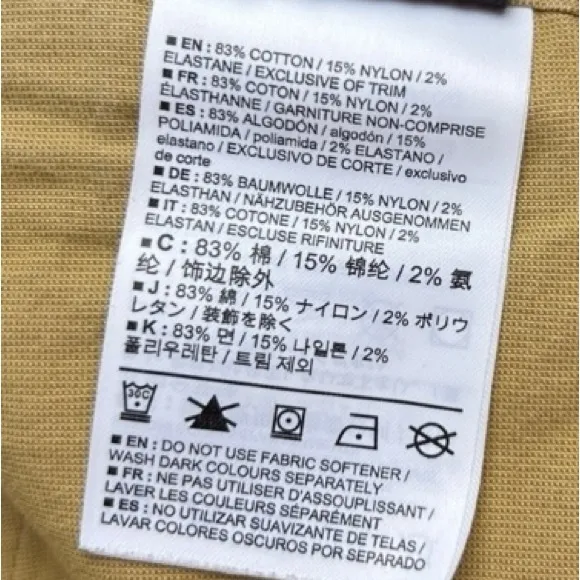 ■ EN : 83% COTTON / 15% NYLON / 2%
ELASTANE / EXCLUSIVE OF TRIM
■ FR : 83% COTON / 15% NYLON / 2%
ÉLASTHANNE / GARNITURE NON-COMPRISE
■ ES : 83% ALGODÓN / algodón / 15%
POLIAMIDA / poliamida / 2% ELASTANO /
elastano / EXCLUSIVO DE CORTE / exclusivo
de corte
■ DE : 83% BAUMWOLLE / 15% NYLON / 2%
ELASTHAN / NÄHZUBEHÖR AUSGENOMMEN
■ IT : 83% COTONE / 15% NYLON / 2%
ELASTAN / ESCLUSE RIFINITURE
■ C : 83% 棉 / 15% 锦纶 / 2% 氨
纶 / 饰边除外
■ J : 83% 綿 / 15% ナイロン / 2% ポリウ
レタン / 装飾を除く
■ K : 83% 면 / 15% 나일론 / 2%
폴리우레탄 / 트림 제외
30C
■ EN : DO NOT USE FABRIC SOFTENER /
WASH DARK COLOURS SEPARATELY
■ FR : NE PAS UTILISER D'ASSOUPLISSANT /
LAVER LES COULEURS SÉPARÉMENT
■ ES : NO UTILIZAR SUAVIZANTE DE TELAS /
LAVAR COLORES OSCUROS POR SEPARADO